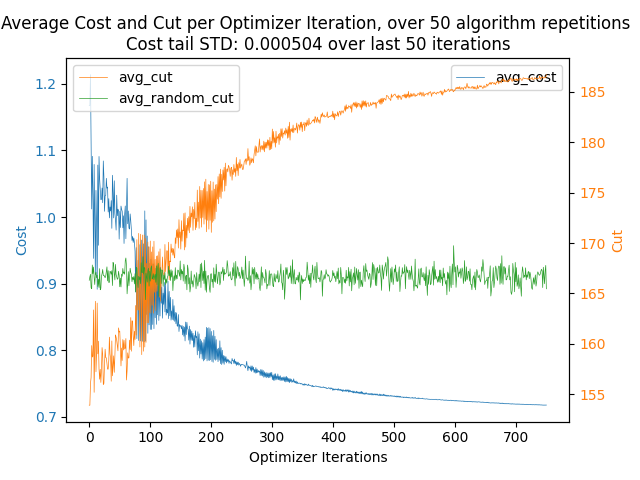 Average Cost and Cut per Optimizer Iteration, over 50 algorithm repetitions
Cost tail STD: 0.000504 over last 50 iterations
avg_cut
avg_random_cut
avg_cost
Cost
1.2
1.1
1.0
0.9
0.8
0.7
185
180
175
170
165
160
155
Cut
0
100
200
300
400
500
600
700
Optimizer Iterations